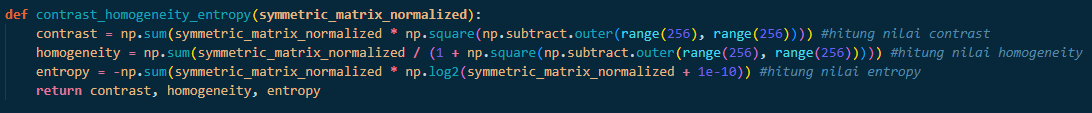 def contrast_homogeneity_entropy(symmetric_matrix_normalized):
    contrast = np.sum(symmetric_matrix_normalized * np.square(np.subtract.outer(range(256), range(256)))) #hitung nilai contrast
    homogeneity = np.sum(symmetric_matrix_normalized / (1 + np.square(np.subtract.outer(range(256), range(256))))) #hitung nilai homogeneity
    entropy = -np.sum(symmetric_matrix_normalized * np.log2(symmetric_matrix_normalized + 1e-10)) #hitung nilai entropy
    return contrast, homogeneity, entropy